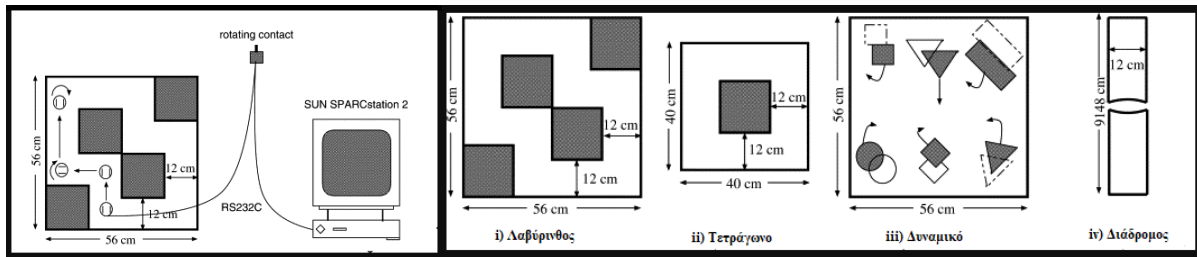 rotating contact
SUN SPARCstation 2
56 cm
12 cm
12 cm
RS232C
56 cm
56 cm
12 cm
12 cm
56 cm
i) Λαβύρινθος
40 cm
12 cm
12 cm
40 cm
ii) Τετράγωνο
56 cm
56 cm
iii) Δυναμικό
9148 cm
12 cm
iv) Διάδρομος